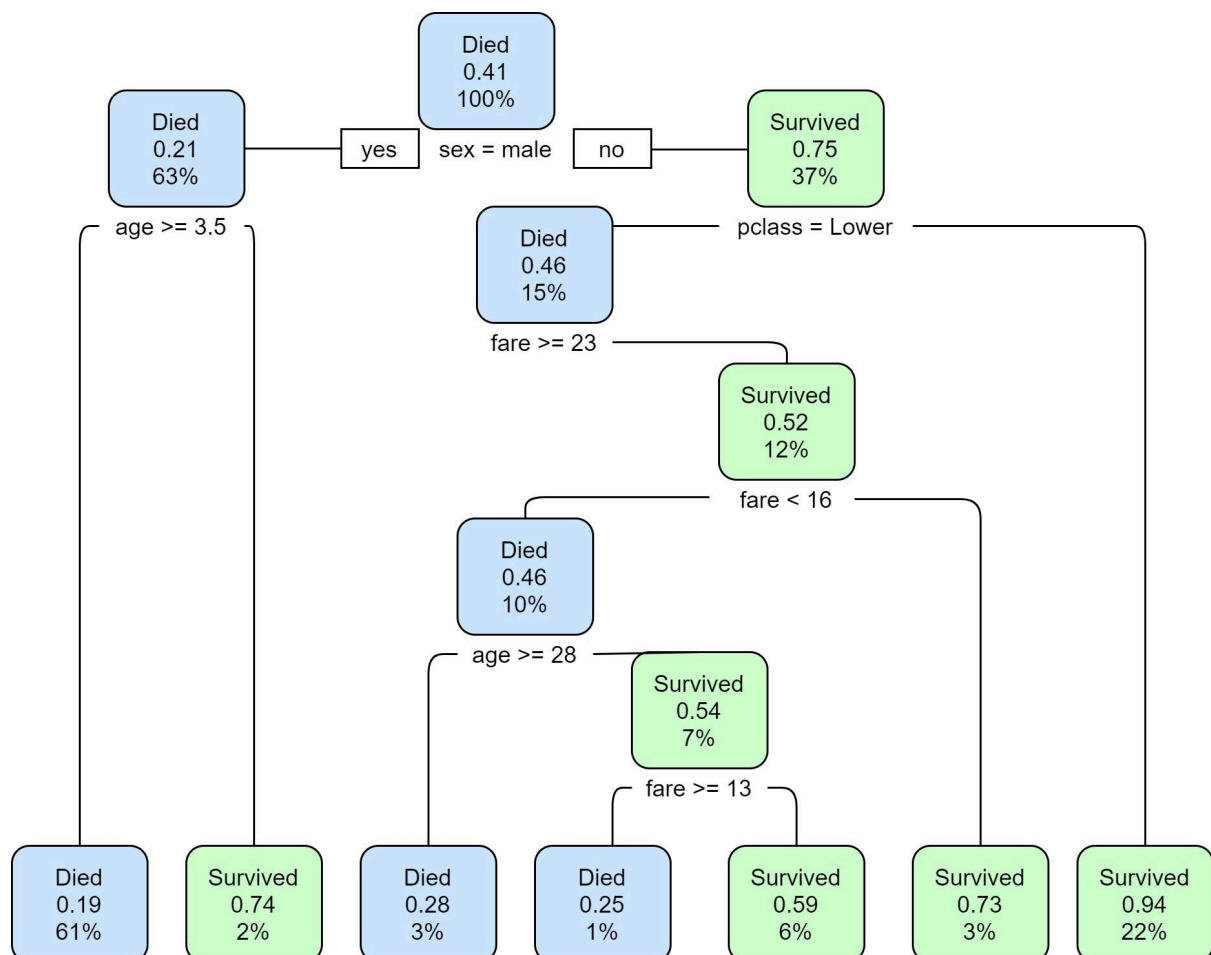 Died
0.41
100%
Died
0.21
63%
yes
sex = male
no
Survived
0.75
37%
age >= 3.5
Died
0.46
15%
pclass = Lower
fare >= 23
Survived
0.52
12%
fare < 16
Died
0.46
10%
age >= 28
Survived
0.54
7%
fare >= 13
Died
0.19
61%
Survived
0.74
2%
Died
0.28
3%
Died
0.25
1%
Survived
0.59
6%
Survived
0.73
3%
Survived
0.94
22%